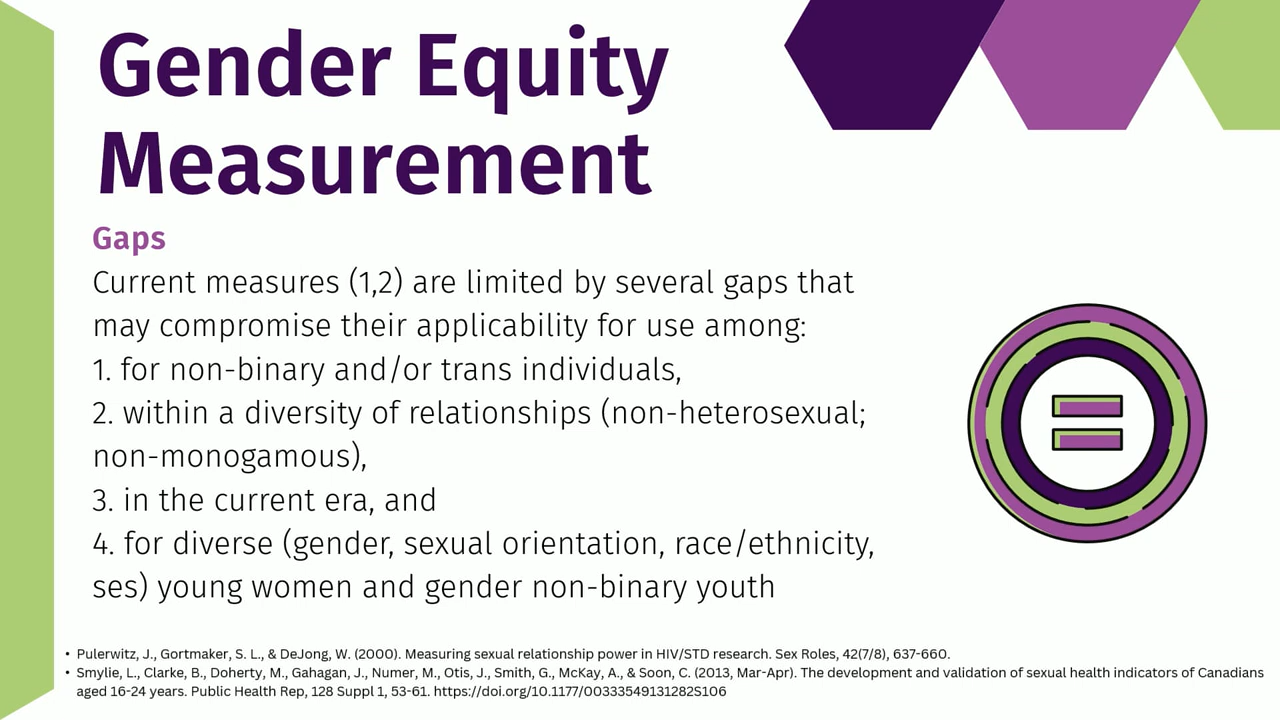 Gender Equity
Measurement
Gaps
Current measures (1,2) are limited by several gaps that
may compromise their applicability for use among:
1. for non-binary and/or trans individuals,
2. within a diversity of relationships (non-heterosexual;
non-monogamous),
3. in the current era, and
4. for diverse (gender, sexual orientation, race/ethnicity,
ses) young women and gender non-binary youth
• Pulerwitz, J., Gortmaker, S. L., & DeJong, W. (2000). Measuring sexual relationship power in HIV/STD research. Sex Roles, 42(7/8), 637-660.
• Smylie, L., Clarke, B., Doherty, M., Gahagan, J., Numer, M., Otis, J., Smith, G., McKay, A., & Soon, C. (2013, Mar-Apr). The development and validation of sexual health indicators of Canadians
aged 16-24 years. Public Health Rep, 128 Suppl 1, 53-61. https://doi.org/10.1177/00333549131282S106